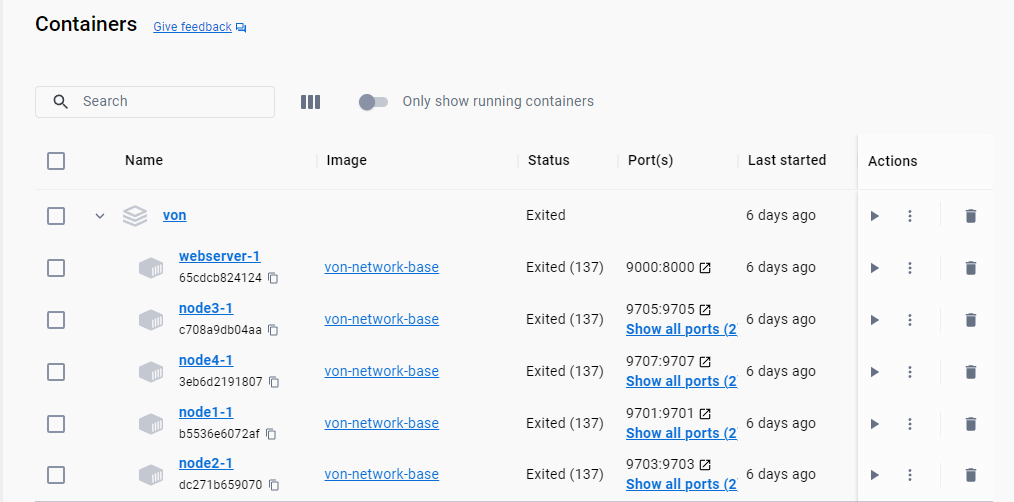 Containers Give feedback
Search Only show running containers
Name Image Status Port(s) Last started Actions
von Exited 6 days ago
webserver-1
65cdcb824124 von-network-base Exited (137) 9000:8000 6 days ago
node3-1 9705:9705
c708a9db04aa von-network-base Exited (137) Show all ports (2 6 days ago
node4-1 9707:9707
3eb6d2191807 von-network-base Exited (137) Show all ports (2 6 days ago
node1-1 9701:9701
b5536e6072af von-network-base Exited (137) Show all ports (2 6 days ago
node2-1 9703:9703
dc271b659070 von-network-base Exited (137) Show all ports (2 6 days ago